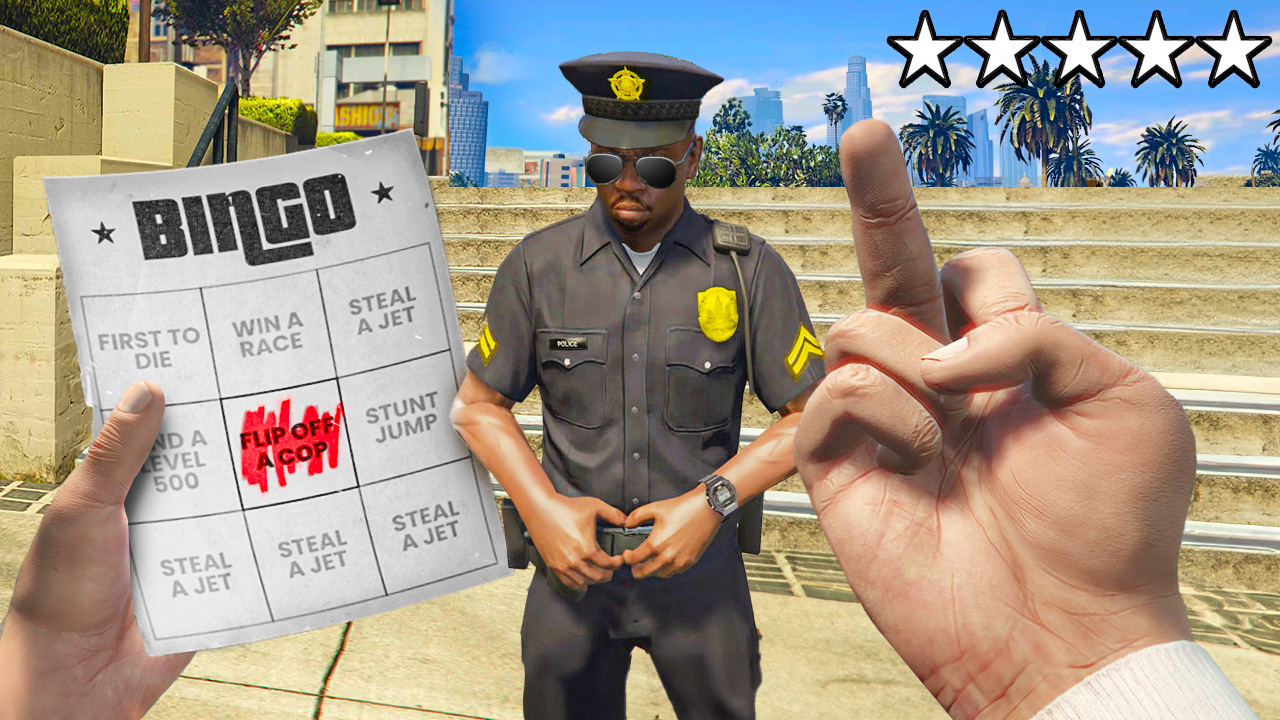 BINGO
FIRST TO
DIE
WIN A
RACE
STEAL
A JET
ND A
LEVEL
500
FLIP OFF
A COP
STUNT
JUMP
STEAL
A JET
STEAL
A JET
STEAL
A JET
POLICE